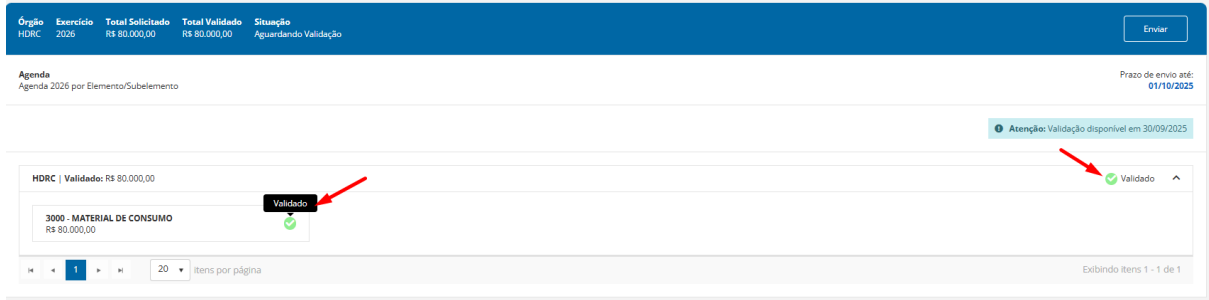 Órgão Exercício Total Solicitado Total Validado Situação
HDRC 2026 R$ 80.000,00 R$ 80.000,00 Aguardando Validação
Enviar
Agenda
Agenda 2026 por Elemento/Subelemento
Prazo de envio até:
01/10/2025
Atenção: Validação disponível em 30/09/2025
HDRC | Validado: R$ 80.000,00
Validado
Validado
3000 - MATERIAL DE CONSUMO
R$ 80.000,00
1 20 itens por página
Exibindo itens 1 - 1 de 1